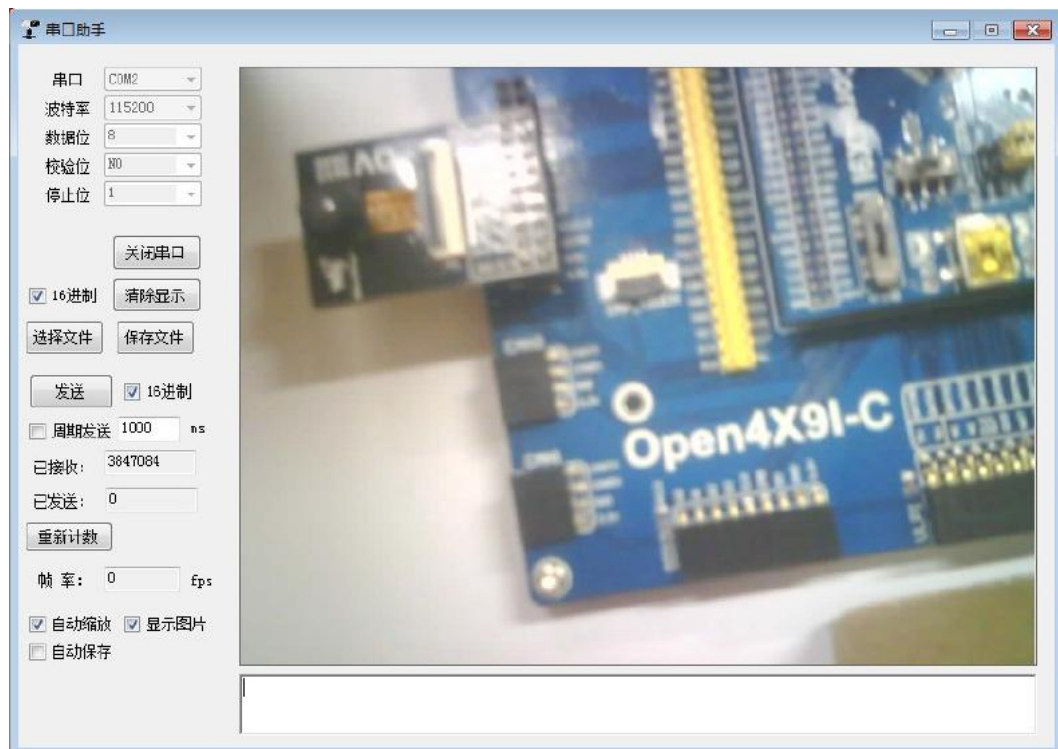 串口助手
串口 COM2
波特率 115200
数据位 8
校验位 NO
停止位 1
关闭串口
16进制 清除显示
选择文件 保存文件
发送 16进制
周期发送 1000 ms
已接收: 3847084
已发送: 0
重新计数
帧 率: 0 fps
自动缩放 显示图片
自动保存
Open4X9I-C